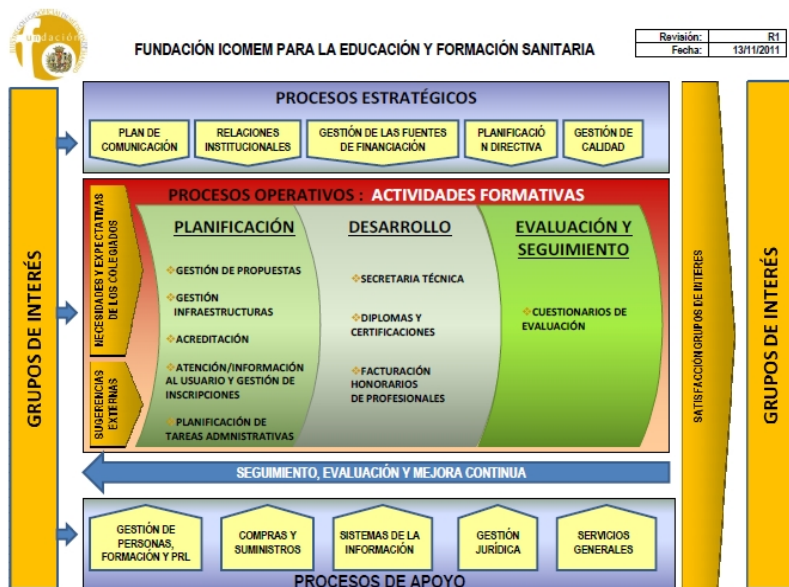 fundación
FUNDACIÓN ICOMEM PARA LA EDUCACIÓN Y FORMACIÓN SANITARIA
Revisión: R1
Fecha: 13/11/2011
GRUPOS DE INTERÉS
PROCESOS ESTRATÉGICOS
PLAN DE
COMUNICACIÓN
RELACIONES
INSTITUCIONALES
GESTIÓN DE LAS FUENTES
DE FINANCIACIÓN
PLANIFICACIÓ
N DIRECTIVA
GESTIÓN DE
CALIDAD
PROCESOS OPERATIVOS : ACTIVIDADES FORMATIVAS
NECESIDADES Y EXPECTATIVAS
DE LOS COLEGIADOS
SUGERENCIAS
EXTERNAS
PLANIFICACIÓN
GESTIÓN DE PROPUESTAS
GESTIÓN
INFRAESTRUCTURAS
ACREDITACIÓN
ATENCIÓN/INFORMACIÓN
AL USUARIO Y GESTIÓN DE
INSCRIPCIONES
PLANIFICACIÓN DE
TAREAS ADMNISTRATIVAS
DESARROLLO
SECRETARIA TÉCNICA
DIPLOMAS Y
CERTIFICACIONES
FACTURACIÓN
HONORARIOS
DE PROFESIONALES
EVALUACIÓN Y
SEGUIMIENTO
CUESTIONARIOS DE
EVALUACIÓN
SEGUIMIENTO, EVALUACIÓN Y MEJORA CONTINUA
GESTIÓN DE
PERSONAS,
FORMACIÓN Y PRL
COMPRAS Y
SUMINISTROS
SISTEMAS DE LA
INFORMACIÓN
GESTIÓN
JURÍDICA
SERVICIOS
GENERALES
PROCESOS DE APOYO
SATISFACCIÓN GRUPOS DE INTERES
GRUPOS DE INTERÉS